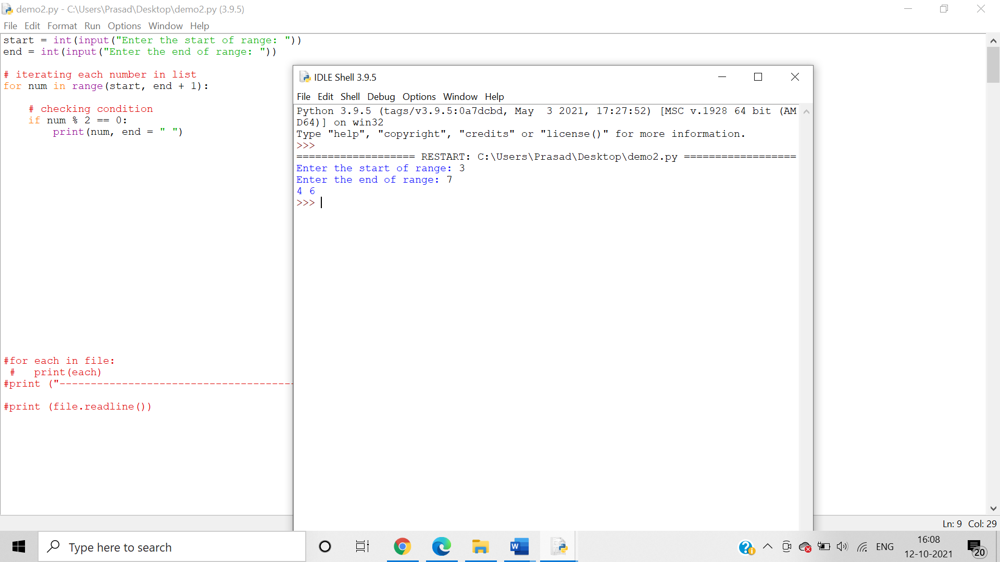 demo2.py - C:\Users\Prasad\Desktop\demo2.py (3.9.5)
File Edit Format Run Options Window Help
start = int(input("Enter the start of range: "))
end = int(input("Enter the end of range: "))
# iterating each number in list
for num in range(start, end + 1):
    # checking condition
    if num % 2 == 0:
        print(num, end = " ")
#for each in file:
 #   print(each)
#print ("--------------------------------------
#print (file.readline())
IDLE Shell 3.9.5
File Edit Shell Debug Options Window Help
Python 3.9.5 (tags/v3.9.5:0a7dcbd, May  3 2021, 17:27:52) [MSC v.1928 64 bit (AM
D64)] on win32
Type "help", "copyright", "credits" or "license()" for more information.
>>>
=================== RESTART: C:\Users\Prasad\Desktop\demo2.py ==================
Enter the start of range: 3
Enter the end of range: 7
4 6
>>>
Ln: 9 Col: 29
Type here to search
W
ENG
16:08
12-10-2021
20